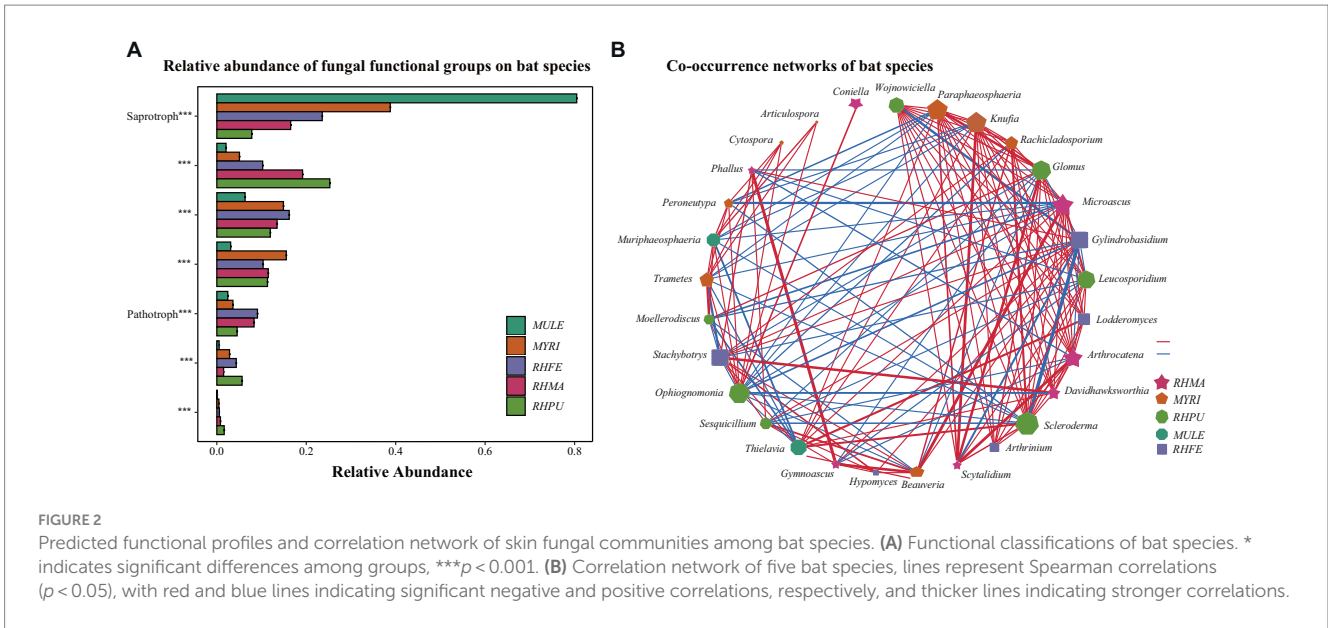 A
Relative abundance of fungal functional groups on bat species
Saprotroph***
***
***
***
Pathotroph***
***
***
MULE
MYRI
RHFE
RHMA
RHPU
0.0
0.2
0.4
0.6
0.8
Relative Abundance
B
Co-occurrence networks of bat species
Coniella
Wojnowiciella
Paraphaeosphaeria
Articulospora
Knufia
Cytospora
Rachicladosporium
Phallus
Glomus
Peroneutypa
Microascus
Muriphaeosphaeria
Gylindrobasidium
Trametes
Leucosporidium
Moellerodiscus
Lodderomyces
Stachybotrys
Arthrocatena
Ophiognomonia
Davidhawksworthia
Sesquicillium
Scleroderma
Thielavia
Arthrinium
Gymnoascus
Scytalidium
Hypomyces
Beauveria
RHMA
MYRI
RHPU
MULE
RHFE
FIGURE 2
Predicted functional profiles and correlation network of skin fungal communities among bat species. (A) Functional classifications of bat species. *
indicates significant differences among groups, ***p < 0.001. (B) Correlation network of five bat species, lines represent Spearman correlations
(p < 0.05), with red and blue lines indicating significant negative and positive correlations, respectively, and thicker lines indicating stronger correlations.